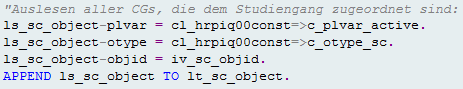 "Auslesen aller CGs, die dem Studiengang zugeordnet sind:
ls_sc_object-plvar = cl_hrpiq00const=>c_plvar_active.
ls_sc_object-otype = cl_hrpiq00const=>c_otype_sc.
ls_sc_object-objid = iv_sc_objid.
APPEND ls_sc_object TO lt_sc_object.